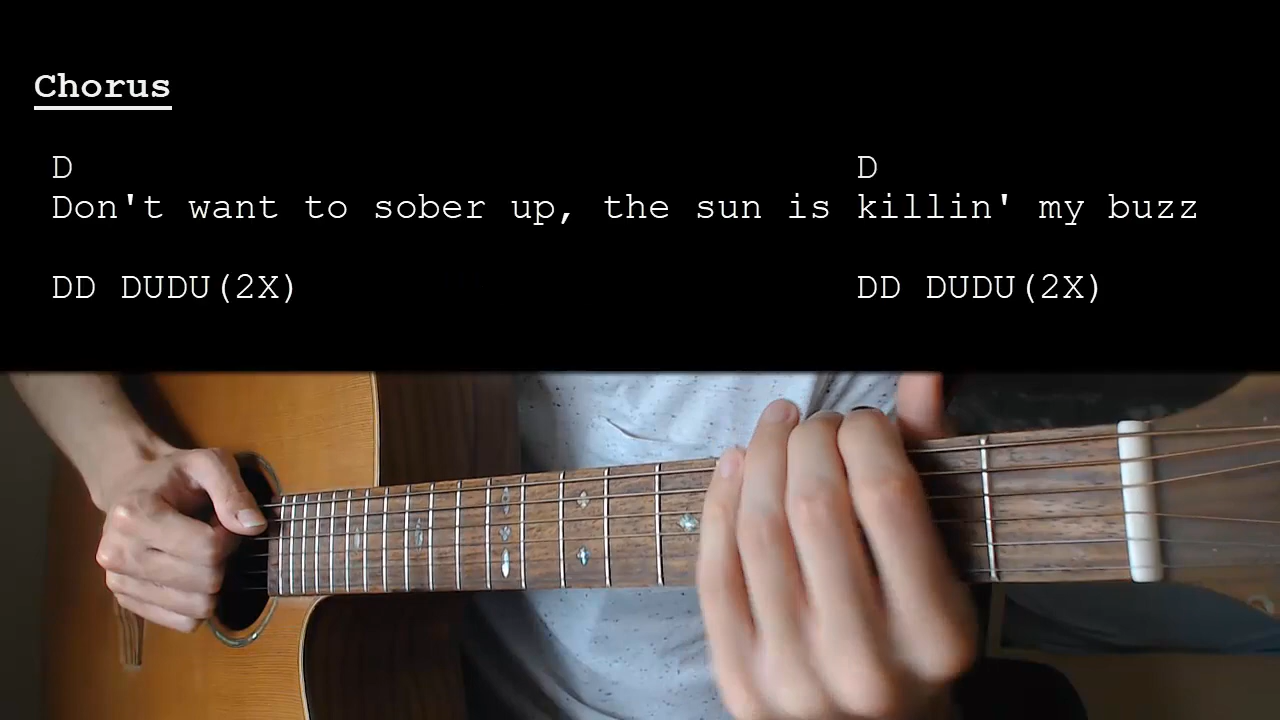 Chorus
D D
Don't want to sober up, the sun is killin' my buzz
DD DUDU(2X) DD DUDU(2X)